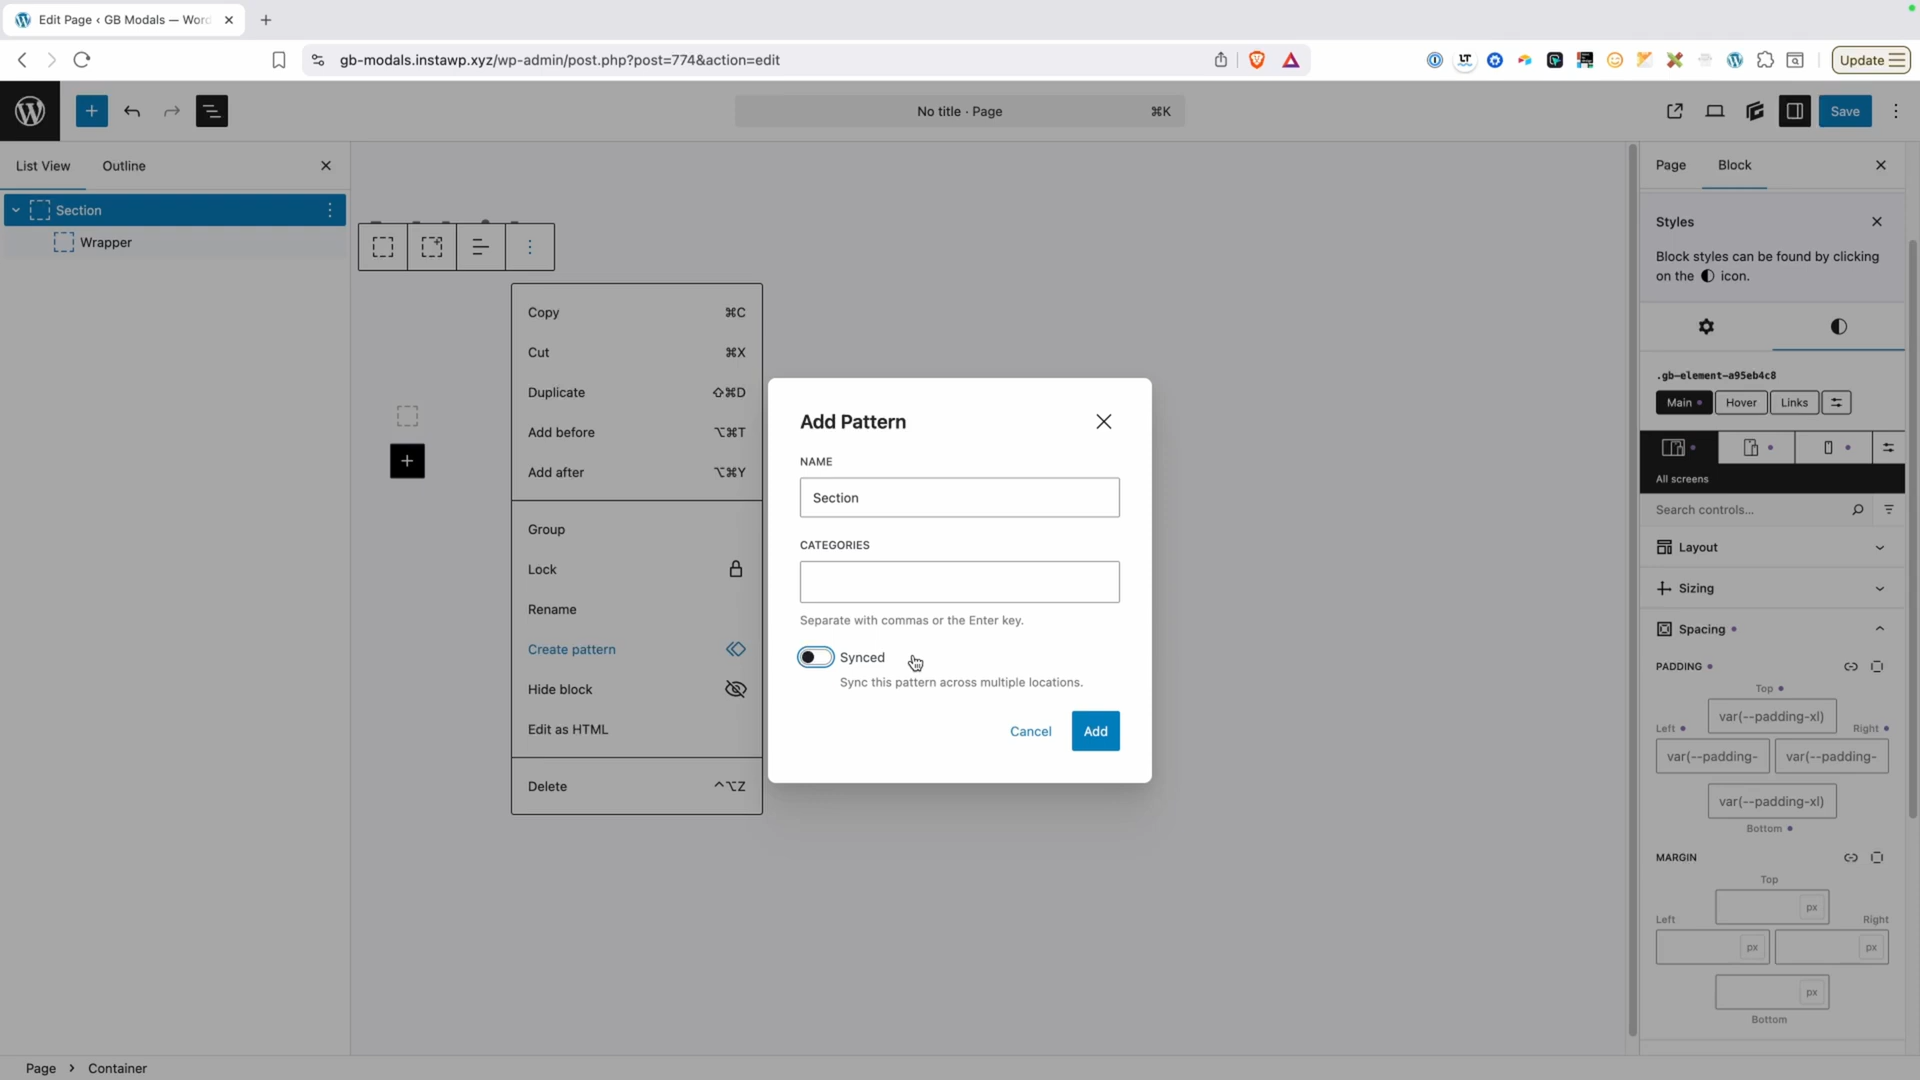 Edit Page ‹ GB Modals — Word
gb-modals.instawp.xyz/wp-admin/post.php?post=774&action=edit
LT
Update
No title · Page
⌘K
Save
List View
Outline
Section
Wrapper
Copy ⌘C
Cut ⌘X
Duplicate ⇧⌘D
Add before ⌥⌘T
Add after ⌥⌘Y
Group
Lock
Rename
Create pattern
Hide block
Edit as HTML
Delete ^⌥Z
Add Pattern
NAME
Section
CATEGORIES
Separate with commas or the Enter key.
Synced
Sync this pattern across multiple locations.
Cancel
Add
Page
Block
Styles
Block styles can be found by clicking
on the icon.
.gb-element-a95eb4c8
Main
Hover
Links
All screens
Search controls...
Layout
Sizing
Spacing
PADDING
Top
var(--padding-xl)
Left
Right
var(--padding-
var(--padding-
var(--padding-xl)
Bottom
MARGIN
Top
px
Left
Right
px
px
px
Bottom
Page › Container